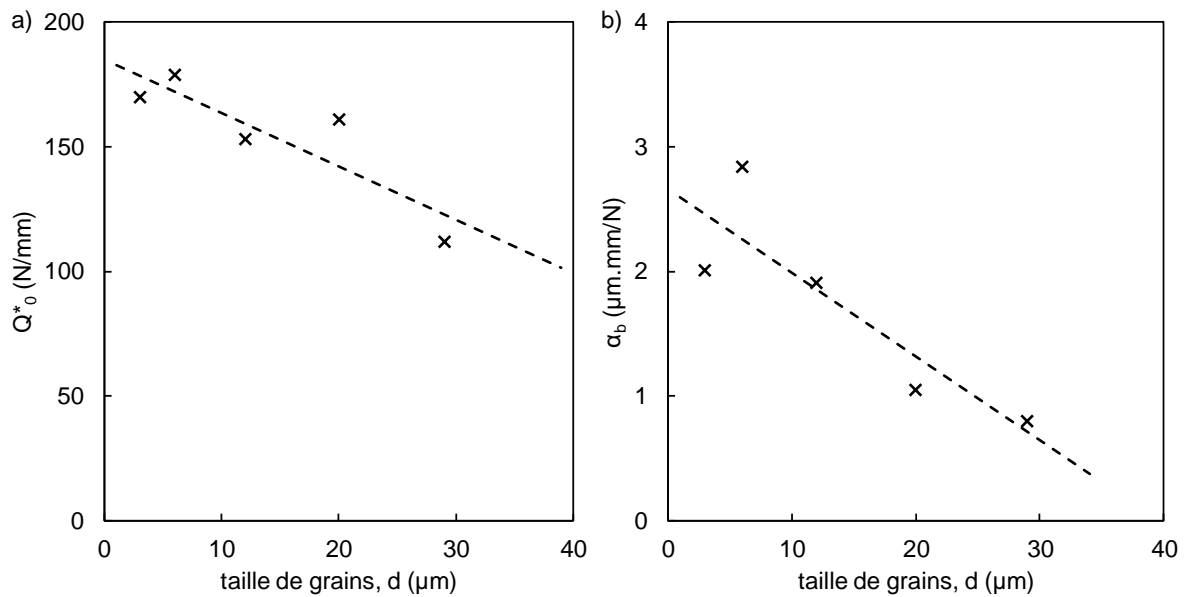 a)
200
150
100
50
0
Q*0 (N/mm)
0 10 20 30 40
taille de grains, d (µm)
b)
4
3
2
1
0
αb (µm.mm/N)
0 10 20 30 40
taille de grains, d (µm)